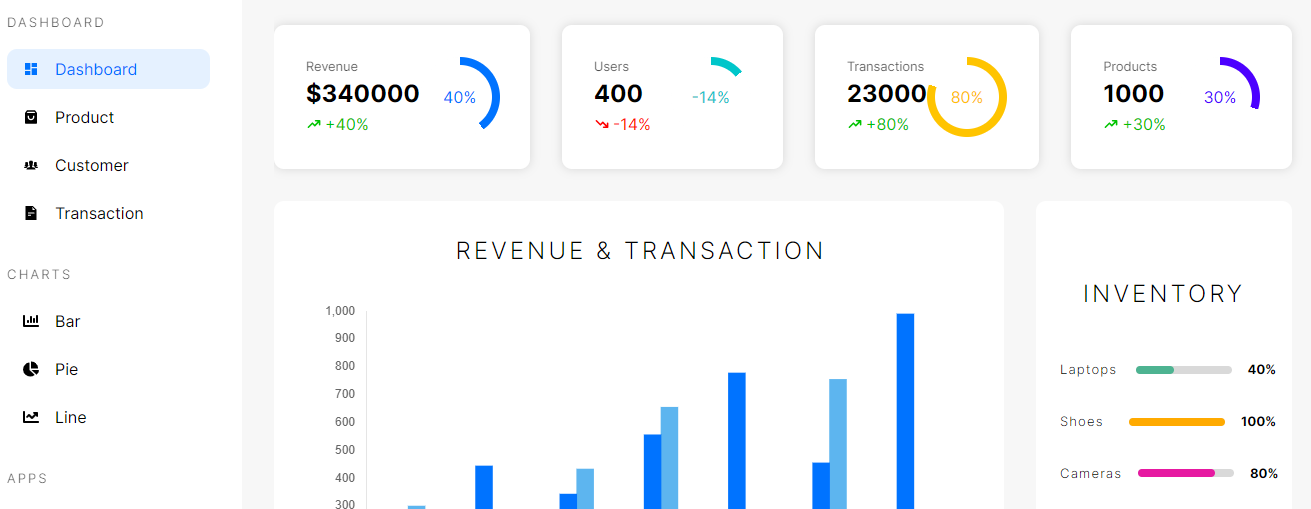 DASHBOARD
Dashboard
Product
Customer
Transaction
CHARTS
Bar
Pie
Line
APPS
Revenue
$340000
+40%
40%
Users
400
-14%
-14%
Transactions
23000
+80%
80%
Products
1000
+30%
30%
REVENUE & TRANSACTION
1,000
900
800
700
600
500
400
300
INVENTORY
Laptops 40%
Shoes 100%
Cameras 80%